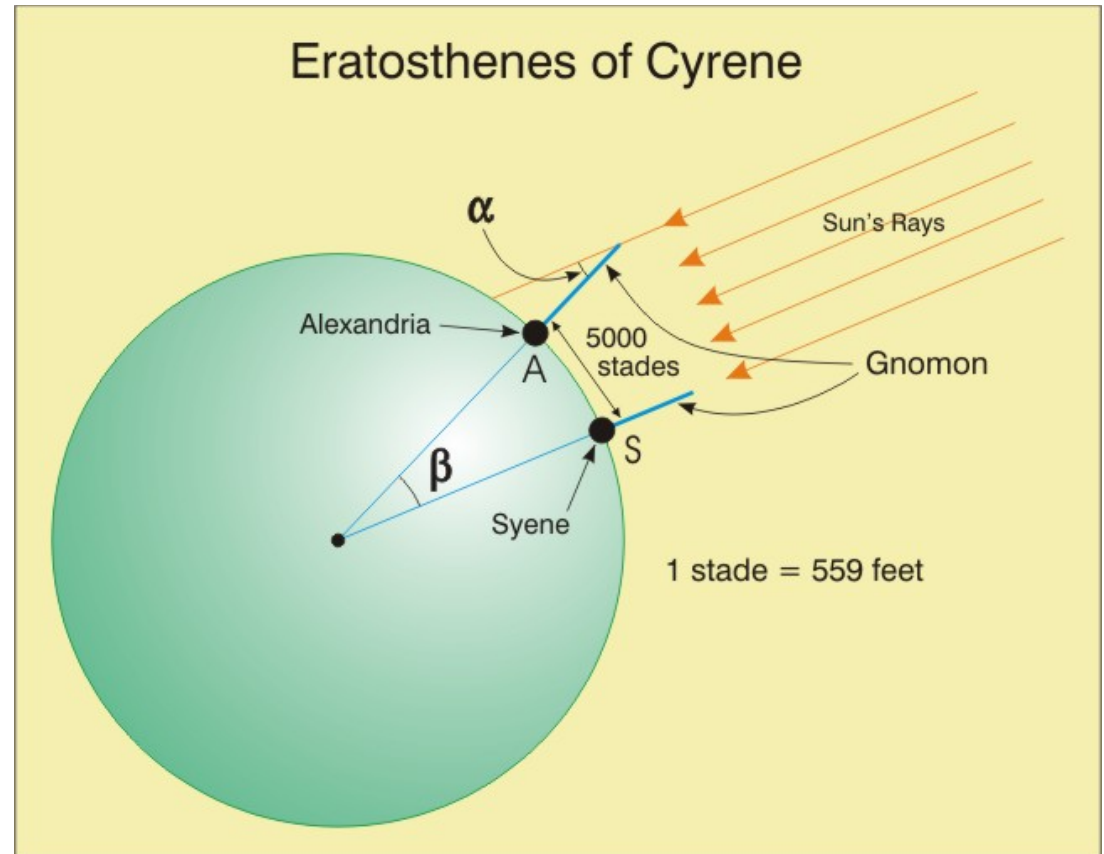 Eratosthenes of Cyrene
α
Sun's Rays
Alexandria
5000
stades
A
Gnomon
β
S
Syene
1 stade = 559 feet